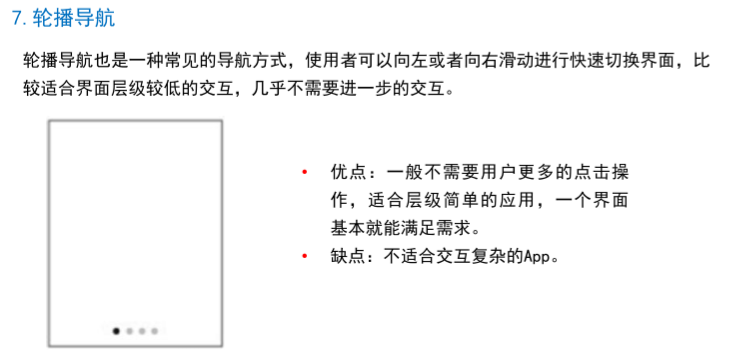 7. 轮播导航
轮播导航也是一种常见的导航方式，使用者可以向左或者向右滑动进行快速切换界面，比
较适合界面层级较低的交互，几乎不需要进一步的交互。
• 优点：一般不需要用户更多的点击操
作，适合层级简单的应用，一个界面
基本就能满足需求。
• 缺点：不适合交互复杂的App。